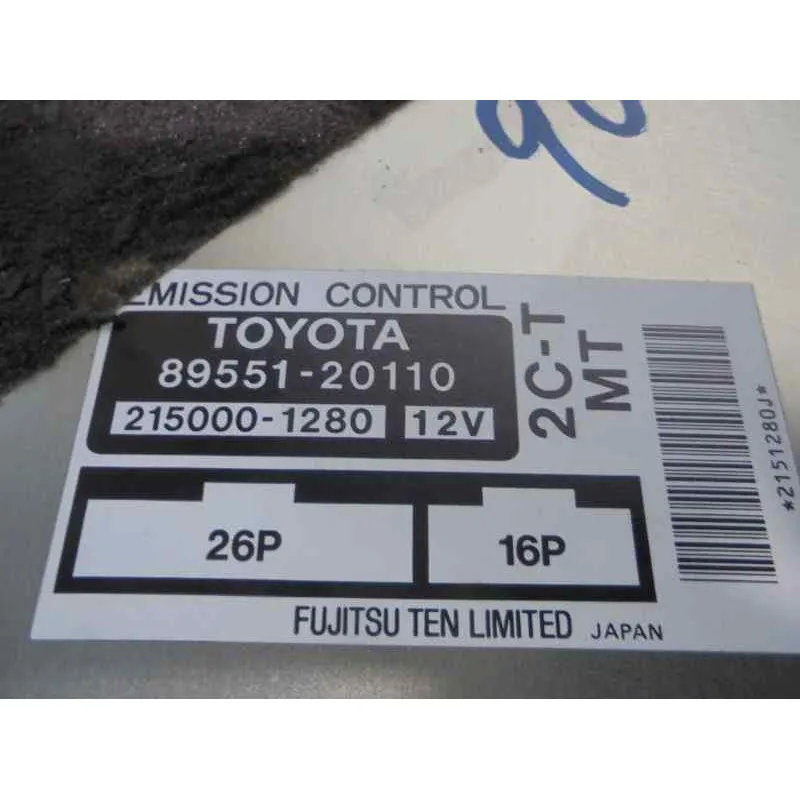 EMISSION CONTROL
TOYOTA
89551-20110
215000-1280 12V
2C-T
MT
*2151280J*
26P 16P
FUJITSU TEN LIMITED JAPAN